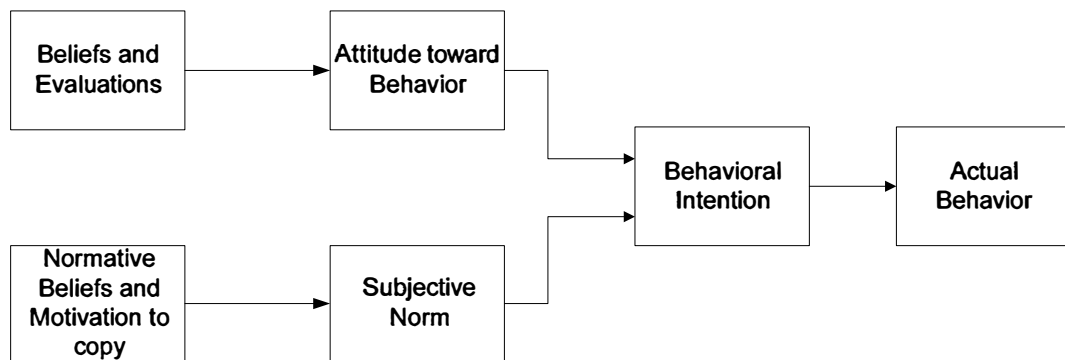 Beliefs and
Evaluations
Attitude toward
Behavior
Behavioral
Intention
Actual
Behavior
Normative
Beliefs and
Motivation to
copy
Subjective
Norm